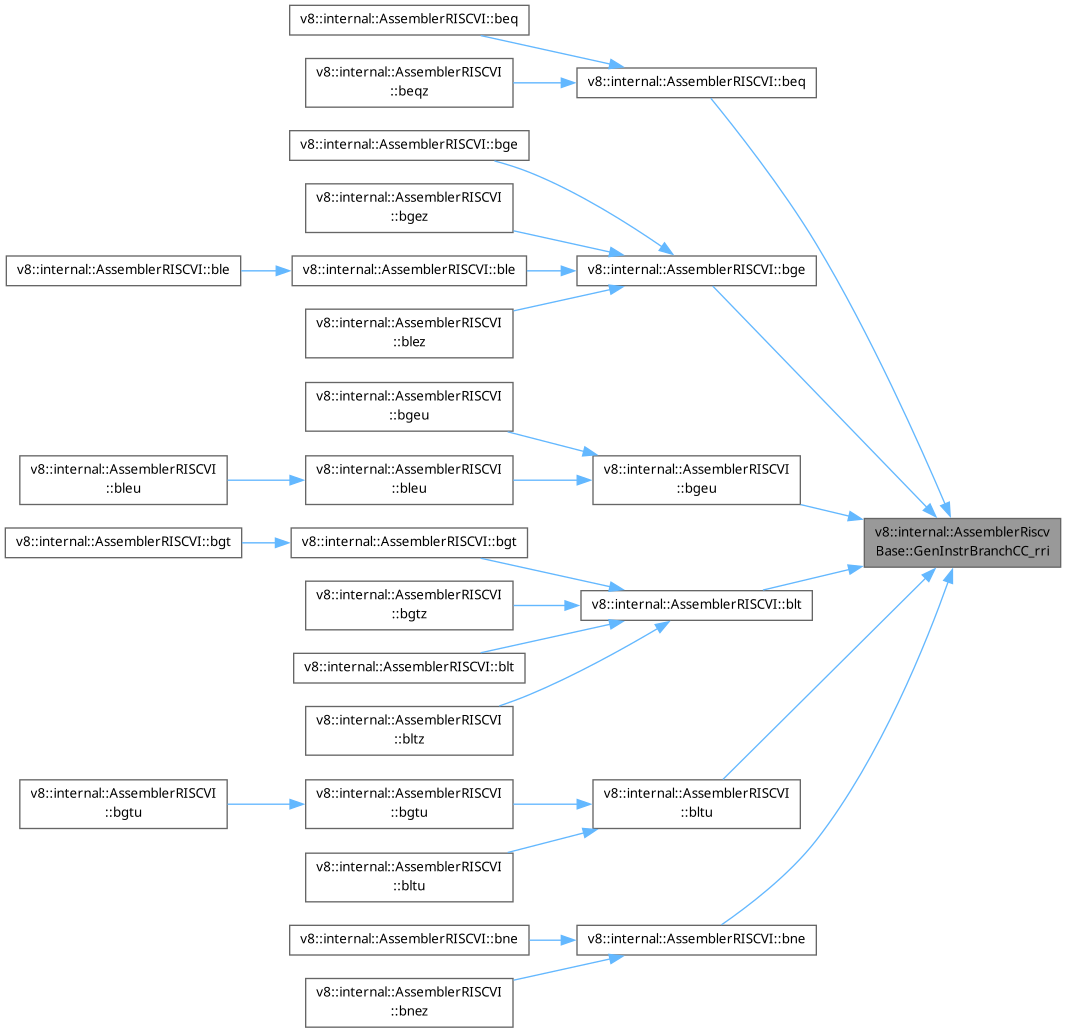 v8::internal::AssemblerRISCVI::beq
v8::internal::AssemblerRISCVI
::beqz
v8::internal::AssemblerRISCVI::beq
v8::internal::AssemblerRISCVI::bge
v8::internal::AssemblerRISCVI
::bgez
v8::internal::AssemblerRISCVI::ble
v8::internal::AssemblerRISCVI::ble
v8::internal::AssemblerRISCVI::bge
v8::internal::AssemblerRISCVI
::blez
v8::internal::AssemblerRISCVI
::bgeu
v8::internal::AssemblerRISCVI
::bleu
v8::internal::AssemblerRISCVI
::bleu
v8::internal::AssemblerRISCVI
::bgeu
v8::internal::AssemblerRiscv
Base::GenInstrBranchCC_rri
v8::internal::AssemblerRISCVI::bgt
v8::internal::AssemblerRISCVI::bgt
v8::internal::AssemblerRISCVI
::bgtz
v8::internal::AssemblerRISCVI::blt
v8::internal::AssemblerRISCVI::blt
v8::internal::AssemblerRISCVI
::bltz
v8::internal::AssemblerRISCVI
::bgtu
v8::internal::AssemblerRISCVI
::bgtu
v8::internal::AssemblerRISCVI
::bltu
v8::internal::AssemblerRISCVI
::bltu
v8::internal::AssemblerRISCVI::bne
v8::internal::AssemblerRISCVI::bne
v8::internal::AssemblerRISCVI
::bnez